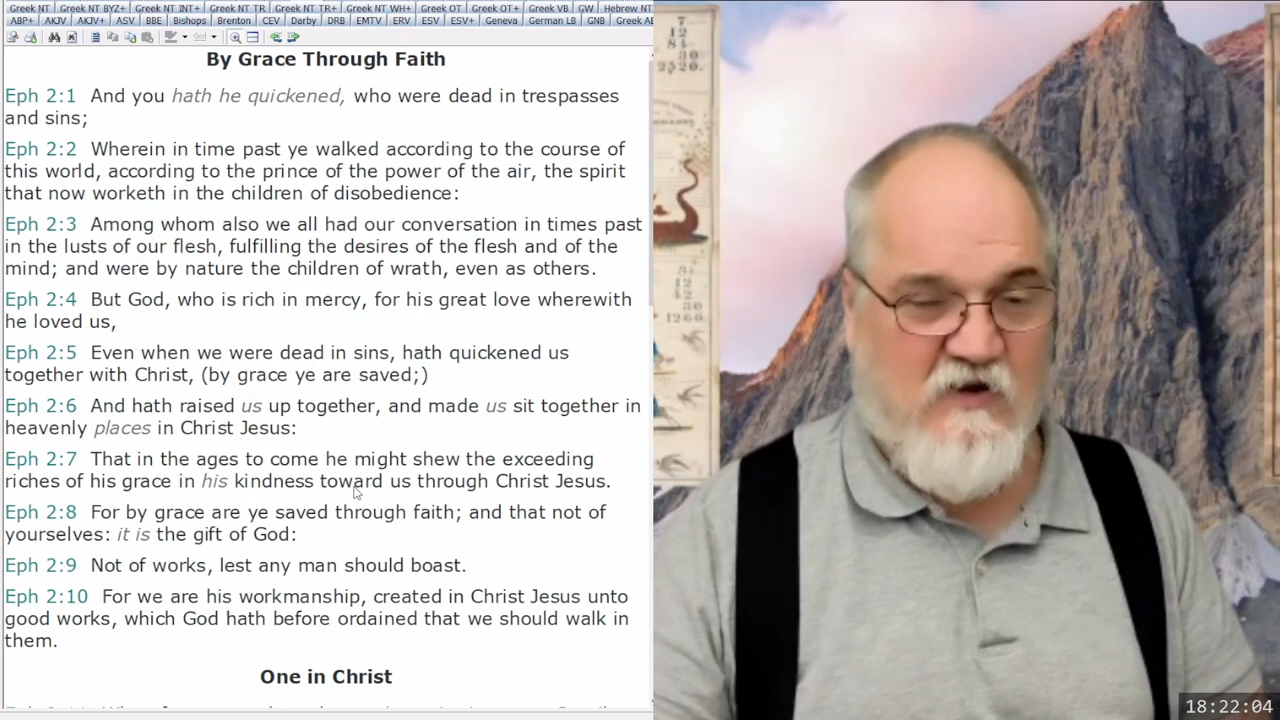 Greek NT Greek NT BYZ+ Greek NT INT+ Greek NT TR Greek NT TR+ Greek NT WH+ Greek OT Greek OT+ Greek VB GW Hebrew NT
ABP+ AKJV AKJV+ ASV BBE Bishops Brenton CEV Darby DRB EMTV ERV ESV ESV+ Geneva German LB GNB Greek AB
By Grace Through Faith
Eph 2:1 And you hath he quickened, who were dead in trespasses
and sins;
Eph 2:2 Wherein in time past ye walked according to the course of
this world, according to the prince of the power of the air, the spirit
that now worketh in the children of disobedience:
Eph 2:3 Among whom also we all had our conversation in times past
in the lusts of our flesh, fulfilling the desires of the flesh and of the
mind; and were by nature the children of wrath, even as others.
Eph 2:4 But God, who is rich in mercy, for his great love wherewith
he loved us,
Eph 2:5 Even when we were dead in sins, hath quickened us
together with Christ, (by grace ye are saved;)
Eph 2:6 And hath raised us up together, and made us sit together in
heavenly places in Christ Jesus:
Eph 2:7 That in the ages to come he might shew the exceeding
riches of his grace in his kindness toward us through Christ Jesus.
Eph 2:8 For by grace are ye saved through faith; and that not of
yourselves: it is the gift of God:
Eph 2:9 Not of works, lest any man should boast.
Eph 2:10 For we are his workmanship, created in Christ Jesus unto
good works, which God hath before ordained that we should walk in
them.
One in Christ
7
12
84
30
2520
30
1260
18:22:04